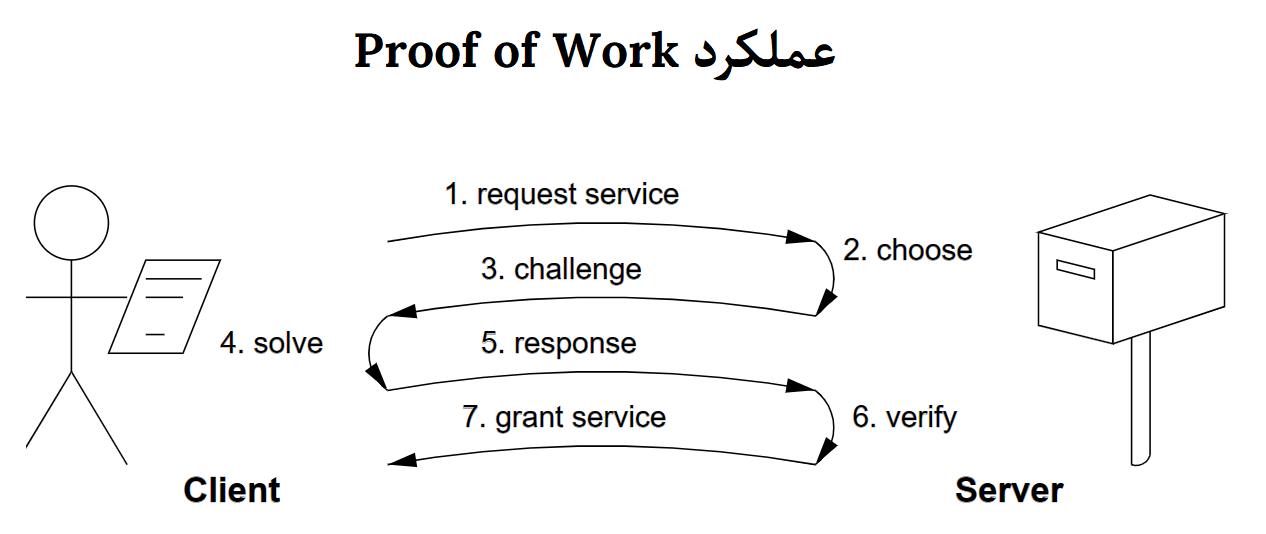 عملکرد Proof of Work
1. request service
2. choose
3. challenge
4. solve
5. response
6. verify
7. grant service
Client
Server